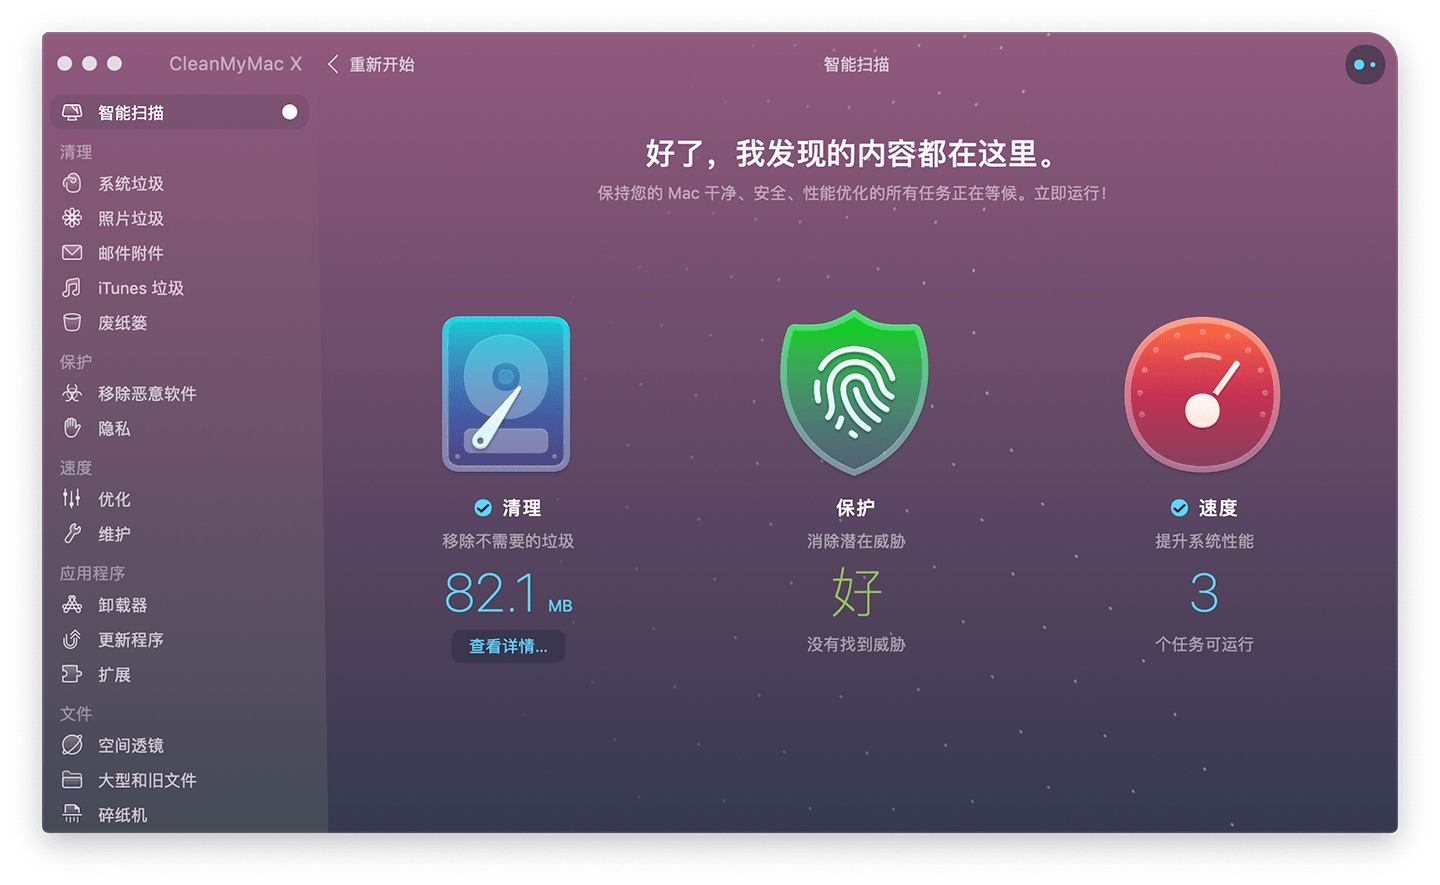 CleanMyMac X
重新开始
智能扫描
智能扫描
清理
系统垃圾
照片垃圾
邮件附件
iTunes 垃圾
废纸篓
保护
移除恶意软件
隐私
速度
优化
维护
应用程序
卸载器
更新程序
扩展
文件
空间透镜
大型和旧文件
碎纸机
好了，我发现的内容都在这里。
保持您的 Mac 干净、安全、性能优化的所有任务正在等候。立即运行！
清理
移除不需要的垃圾
82.1 MB
查看详情...
保护
消除潜在威胁
好
没有找到威胁
速度
提升系统性能
3
个任务可运行